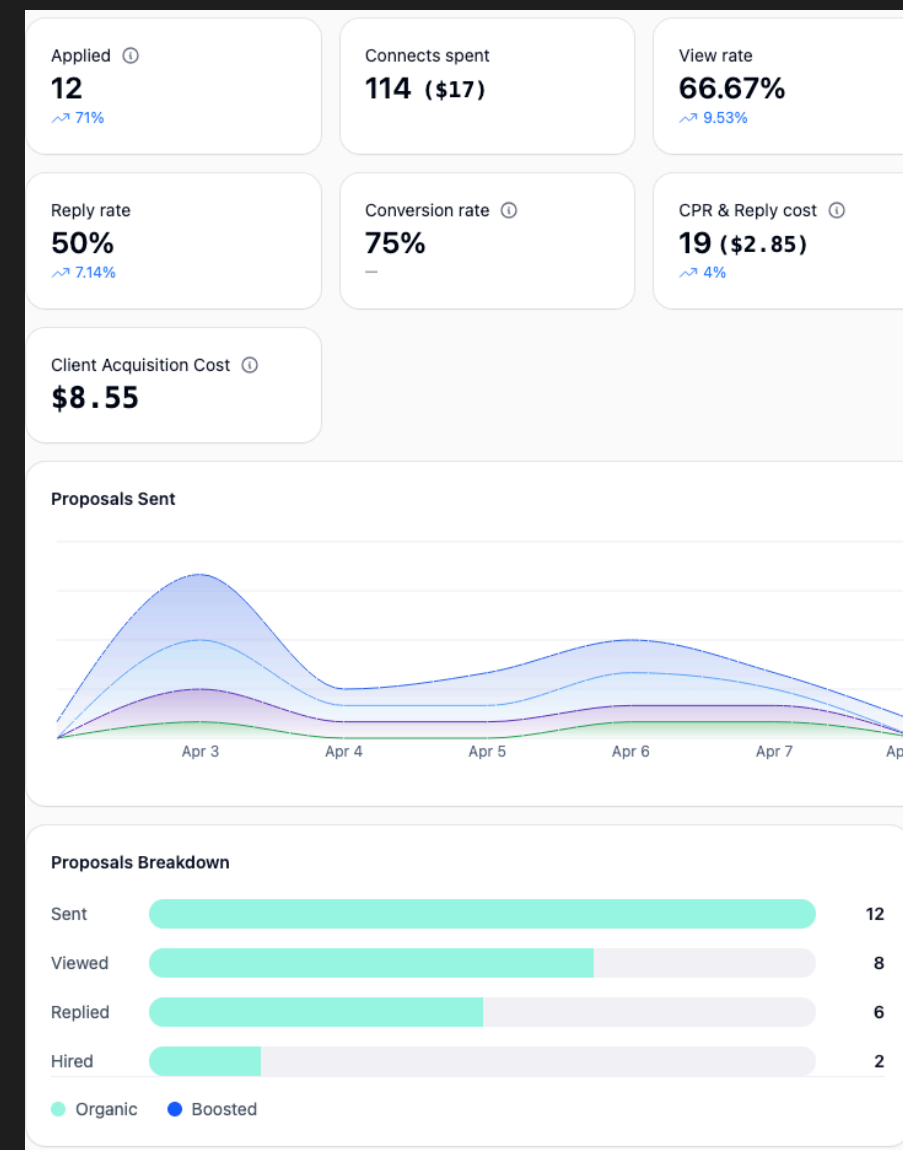 Applied
12
71%
Connects spent
114 ($17)
View rate
66.67%
9.53%
Reply rate
50%
7.14%
Conversion rate
75%
—
CPR & Reply cost
19 ($2.85)
4%
Client Acquisition Cost
$8.55
Proposals Sent
Apr 3 Apr 4 Apr 5 Apr 6 Apr 7 Ap
Proposals Breakdown
Sent 12
Viewed 8
Replied 6
Hired 2
Organic Boosted